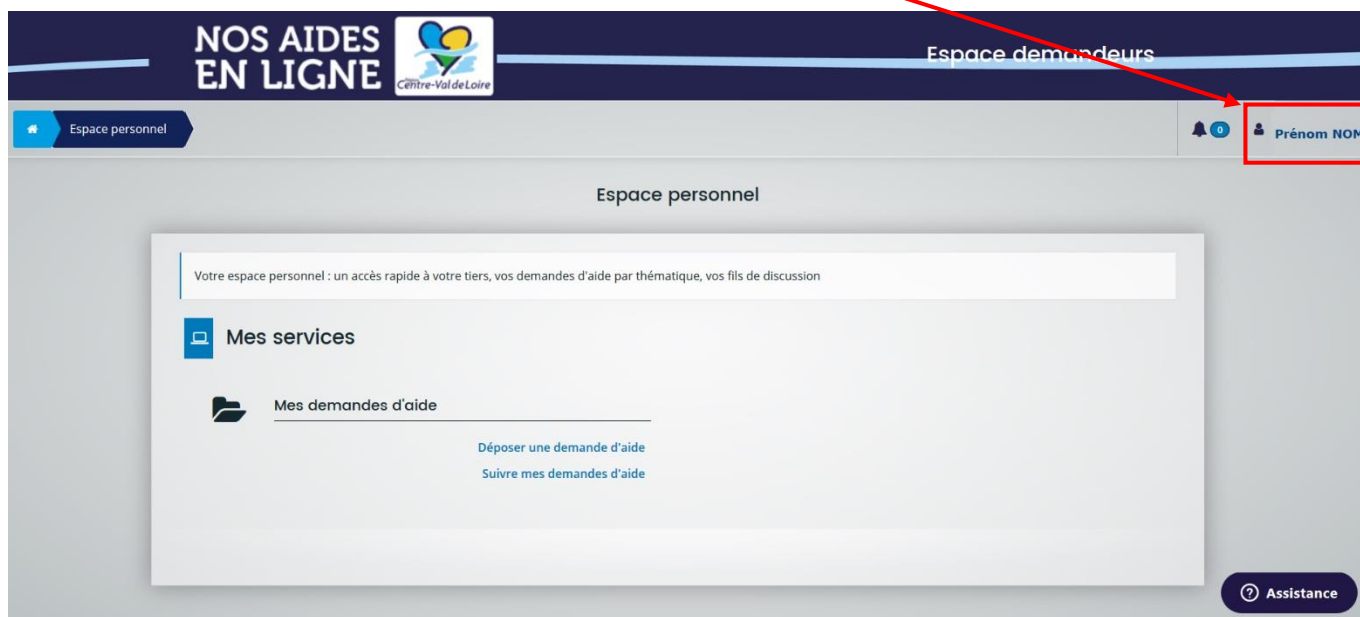 NOS AIDES
EN LIGNE
Centre-Val de Loire
Espace demandeurs
Espace personnel
0
Prénom NOM
Espace personnel
Votre espace personnel : un accès rapide à votre tiers, vos demandes d'aide par thématique, vos fils de discussion
Mes services
Mes demandes d'aide
Déposer une demande d'aide
Suivre mes demandes d'aide
Assistance